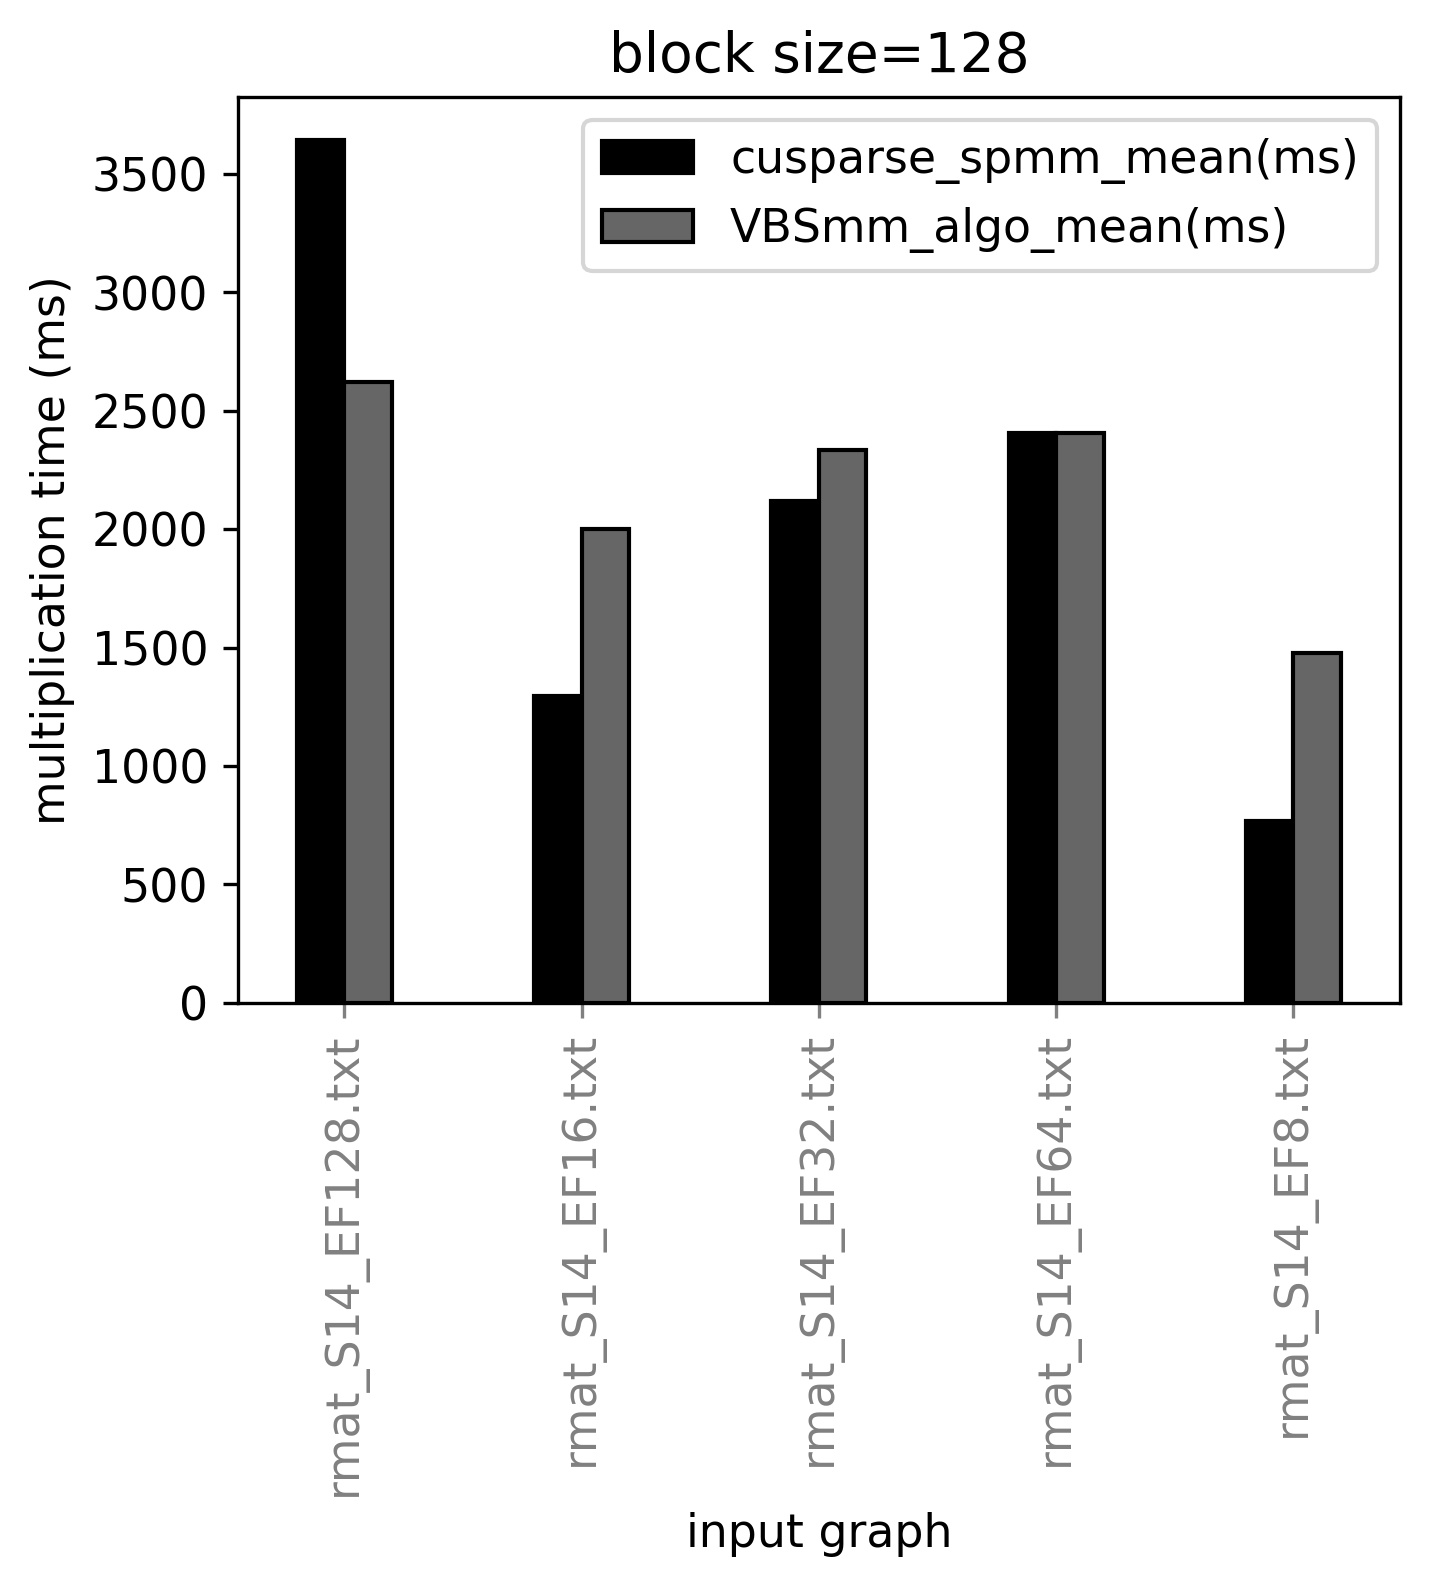 block size=128
cusparse_spmm_mean(ms)
VBSmm_algo_mean(ms)
multiplication time (ms)
3500
3000
2500
2000
1500
1000
500
0
rmat_S14_EF128.txt
rmat_S14_EF16.txt
rmat_S14_EF32.txt
rmat_S14_EF64.txt
rmat_S14_EF8.txt
input graph